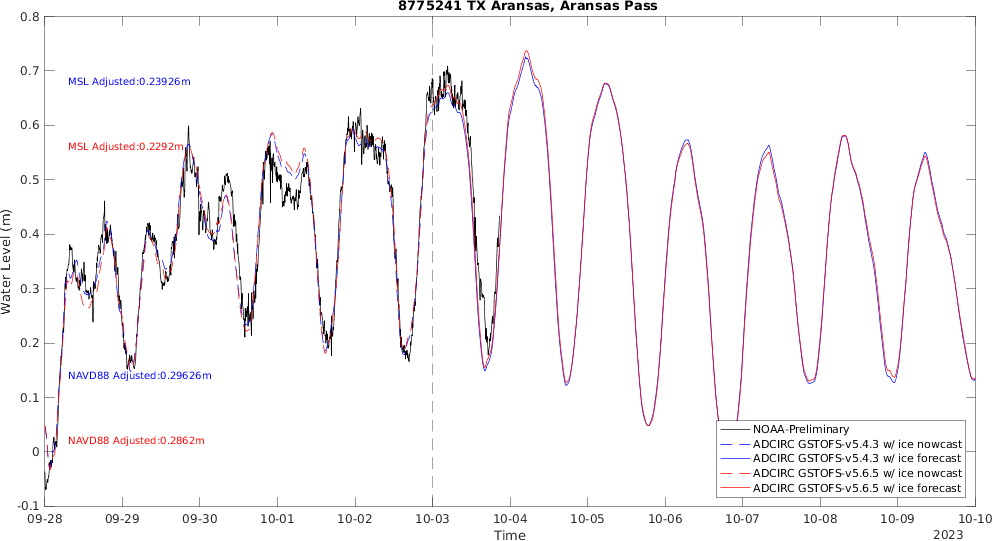 8775241 TX Aransas, Aransas Pass
Water Level (m)
0.8
0.7
0.6
0.5
0.4
0.3
0.2
0.1
0
-0.1
MSL Adjusted:0.23926m
MSL Adjusted:0.2292m
NAVD88 Adjusted:0.29626m
NAVD88 Adjusted:0.2862m
NOAA-Preliminary
ADCIRC GSTOFS-v5.4.3 w/ ice nowcast
ADCIRC GSTOFS-v5.4.3 w/ ice forecast
ADCIRC GSTOFS-v5.6.5 w/ ice nowcast
ADCIRC GSTOFS-v5.6.5 w/ ice forecast
09-28 09-29 09-30 10-01 10-02 10-03 10-04 10-05 10-06 10-07 10-08 10-09 10-10
Time
2023